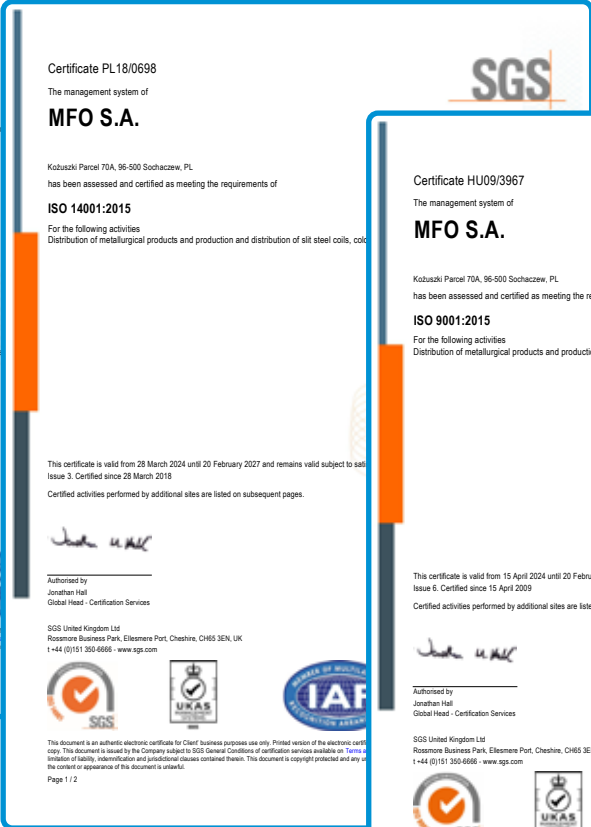 Certificate PL18/0698
The management system of
MFO S.A.
Kożuszki Parcel 70A, 96-500 Sochaczew, PL
has been assessed and certified as meeting the requirements of
ISO 14001:2015
For the following activities
Distribution of metallurgical products and production and distribution of slit steel coils,
This certificate is valid from 28 March 2024 until 20 February 2027 and remains valid subject to
Issue 3. Certified since 28 March 2018
Certified activities performed by additional sites are listed on subsequent pages.
Authorised by
Jonathan Hall
Global Head - Certification Services
SGS United Kingdom Ltd
Rossmore Business Park, Ellesmere Port, Cheshire, CH65 3EN, UK
t +44 (0)151 350-6666 - www.sgs.com
SGS
UKAS
MANAGEMENT
SYSTEMS
MEMBER OF
IAF
RECOGNITION
This document is an authentic electronic certificate for Client' business purposes use only. Printed version of the electronic
copy. This document is issued by the Company subject to SGS General Conditions of certification services available on Terms
limitation of liability, indemnification and jurisdictional clauses contained therein. This document is copyright protected and any
the content or appearance of this document is unlawful.
Page 1 / 2
SGS
Certificate HU09/3967
The management system of
MFO S.A.
Kożuszki Parcel 70A, 96-500 Sochaczew, PL
has been assessed and certified as meeting the
ISO 9001:2015
For the following activities
Distribution of metallurgical products and
This certificate is valid from 15 April 2024 until 20
Issue 6. Certified since 15 April 2009
Certified activities performed by additional sites are
Authorised by
Jonathan Hall
Global Head - Certification Services
SGS United Kingdom Ltd
Rossmore Business Park, Ellesmere Port, Cheshire, CH65
t +44 (0)151 350-6666 - www.sgs.com
UKAS
MANAGEMENT